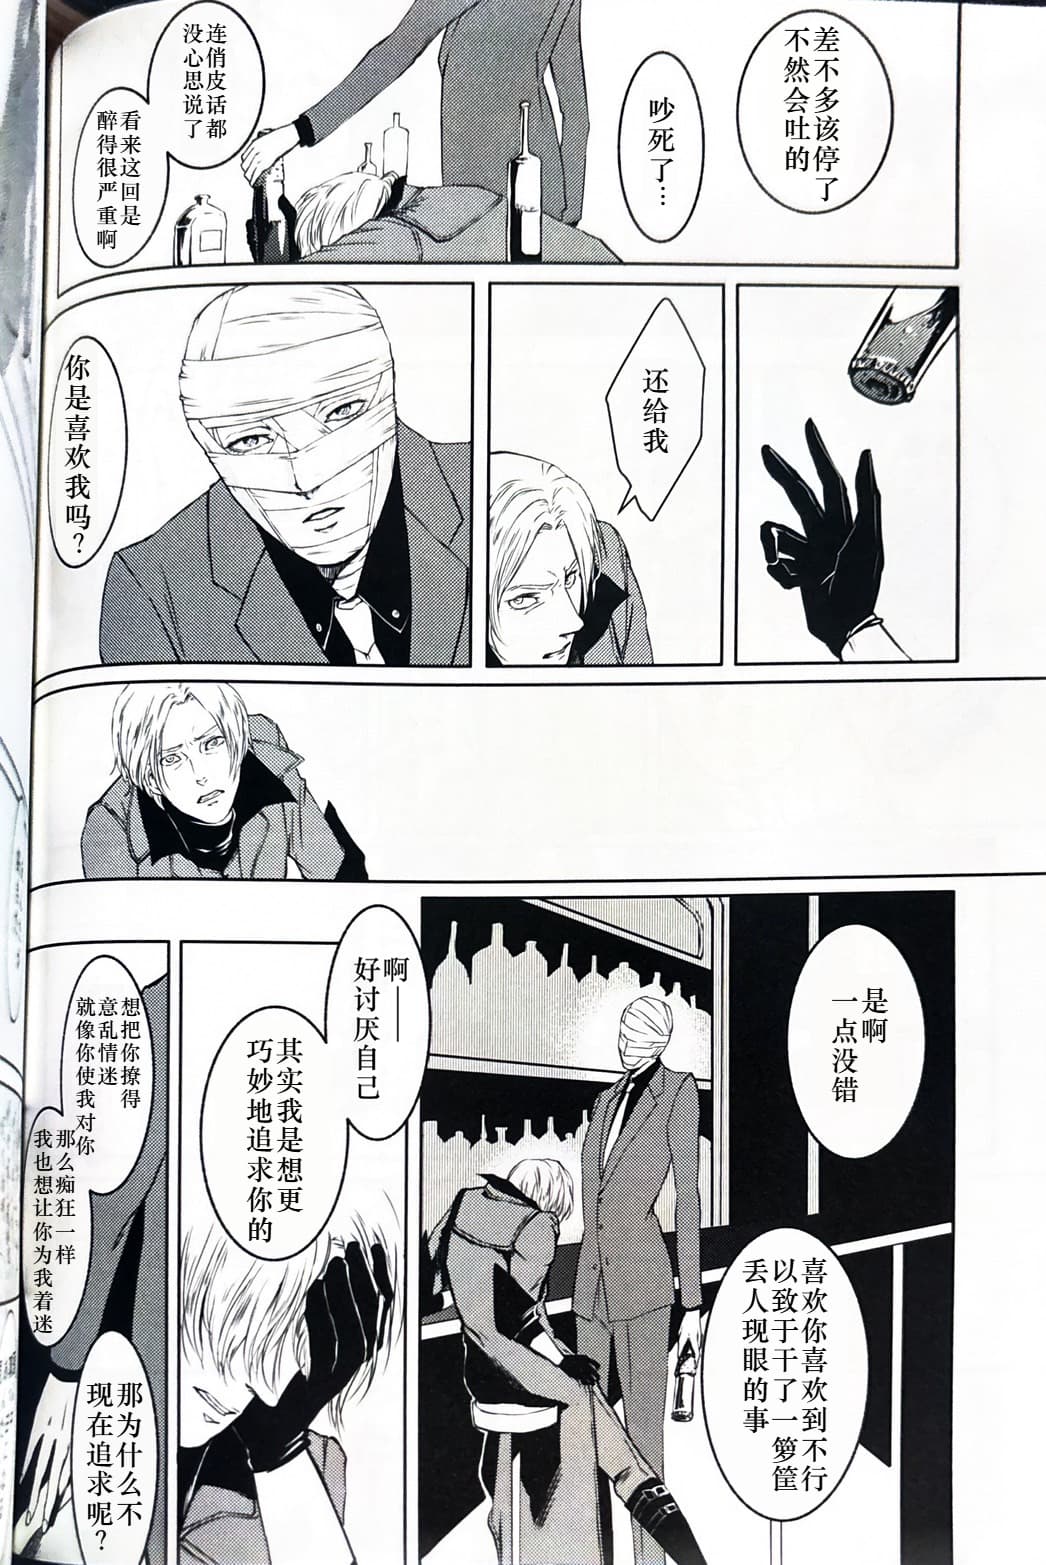 差不多该停了
不然会吐的
吵死了…
连俏皮话都
没心思说了
看来这回是
醉得很严重啊
还给我
你是喜欢我吗？
是啊
一点没错
喜欢你喜欢到不行
以致于干了一箩筐
丢人现眼的事
啊——
好讨厌自己
其实我是想更
巧妙地追求你的
想把你撩得
意乱情迷
就像你使我对你
那么痴狂一样
我也想让你为我着迷
那为什么不
现在追求呢？